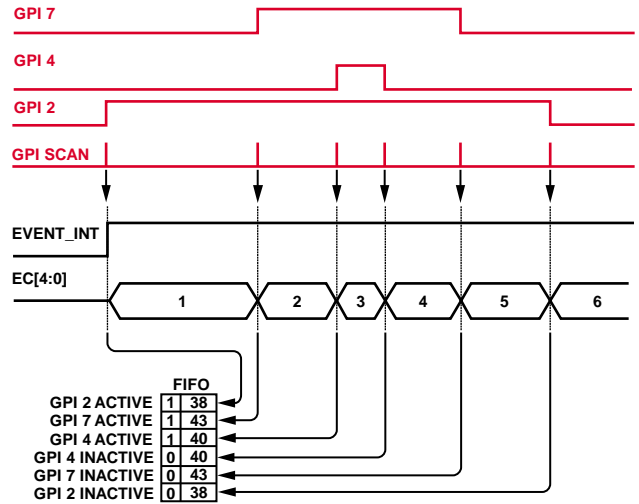 GPI 7
GPI 4
GPI 2
GPI SCAN
EVENT_INT
EC[4:0]
1 2 3 4 5 6
FIFO
GPI 2 ACTIVE 1 38
GPI 7 ACTIVE 1 43
GPI 4 ACTIVE 1 40
GPI 4 INACTIVE 0 40
GPI 7 INACTIVE 0 43
GPI 2 INACTIVE 0 38